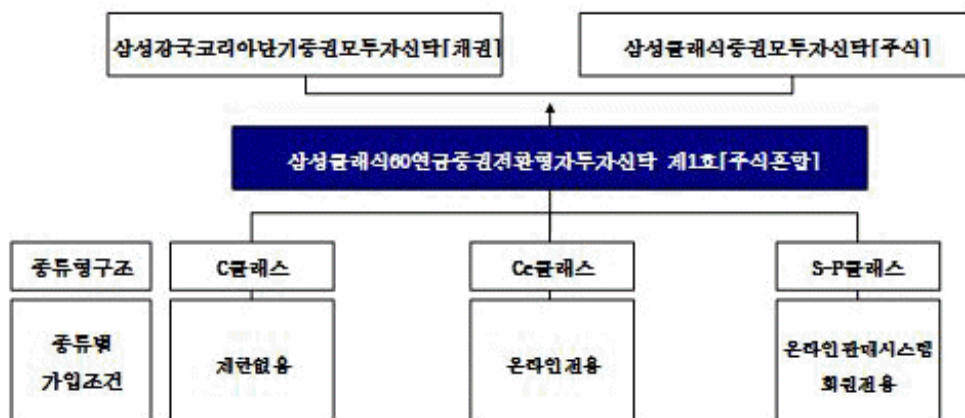 삼성강국코리아단기증권모투자신탁[채권]
삼성클래식증권모투자신탁[주식]
삼성클래식60연금증권전환형자투자신탁 제1호[주식혼합]
종류형구조
C클래스
Ce클래스
S-P클래스
종류별
가입조건
제한없음
온라인전용
온라인판매시스템
회원전용